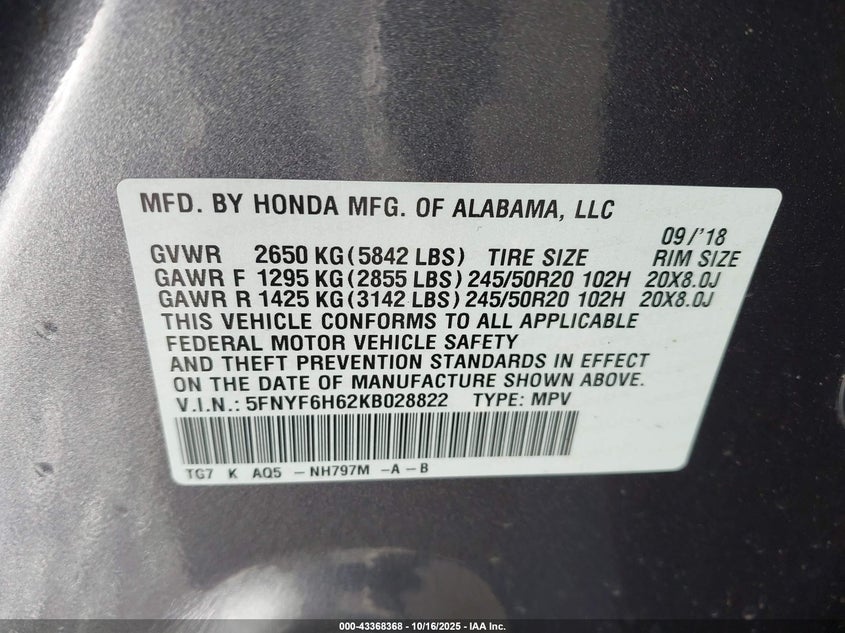 MFD. BY HONDA MFG. OF ALABAMA, LLC
09/'18
GVWR 2650 KG(5842 LBS) TIRE SIZE RIM SIZE
GAWR F 1295 KG(2855 LBS) 245/50R20 102H 20X8.0J
GAWR R 1425 KG(3142 LBS) 245/50R20 102H 20X8.0J
THIS VEHICLE CONFORMS TO ALL APPLICABLE
FEDERAL MOTOR VEHICLE SAFETY
AND THEFT PREVENTION STANDARDS IN EFFECT
ON THE DATE OF MANUFACTURE SHOWN ABOVE.
V.I.N.: 5FNYF6H62KB028822 TYPE: MPV
TG7 K AQ5 - NH797M -A - B
000-43368368 - 10/16/2025 - IAA Inc.